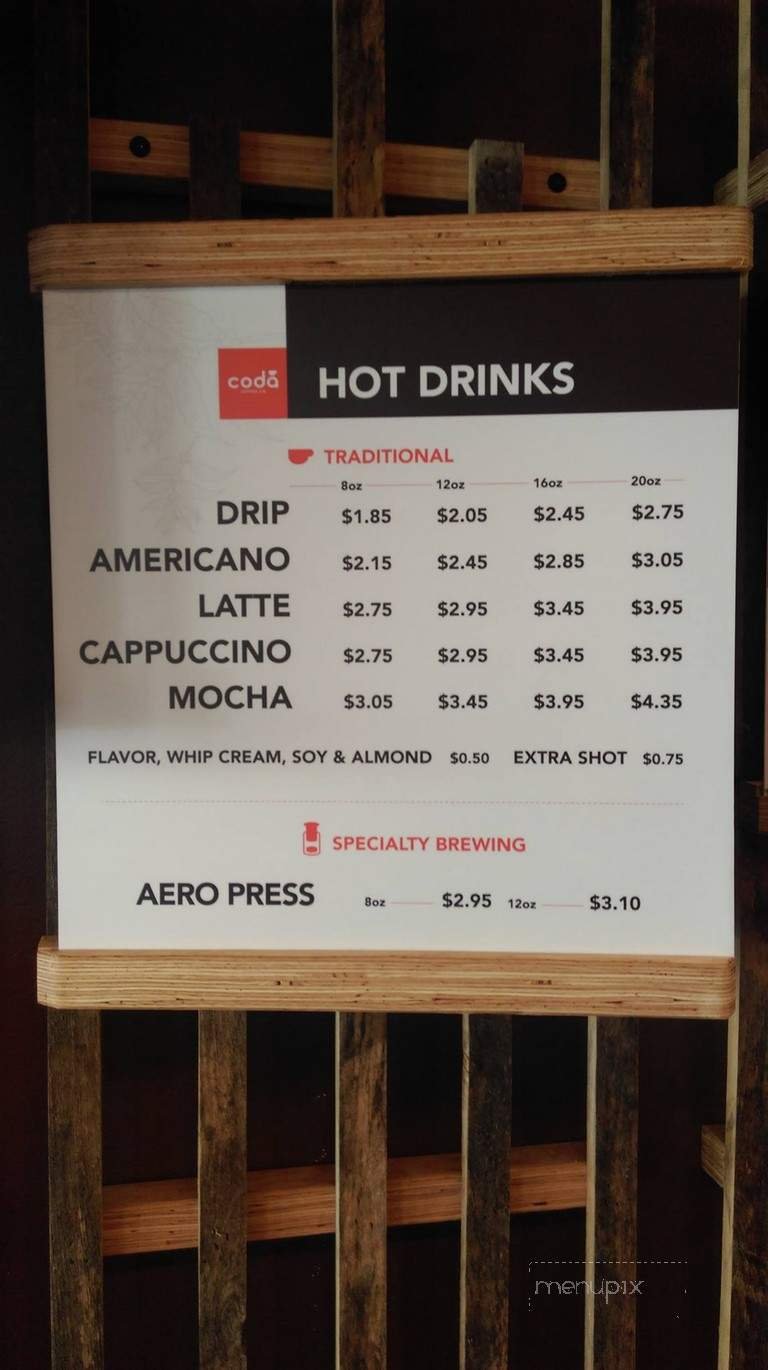 coda
HOT DRINKS
TRADITIONAL
8oz 12oz 16oz 20oz
DRIP $1.85 $2.05 $2.45 $2.75
AMERICANO $2.15 $2.45 $2.85 $3.05
LATTE $2.75 $2.95 $3.45 $3.95
CAPPUCCINO $2.75 $2.95 $3.45 $3.95
MOCHA $3.05 $3.45 $3.95 $4.35
FLAVOR, WHIP CREAM, SOY & ALMOND $0.50 EXTRA SHOT $0.75
SPECIALTY BREWING
AERO PRESS 8oz $2.95 12oz $3.10
menupix